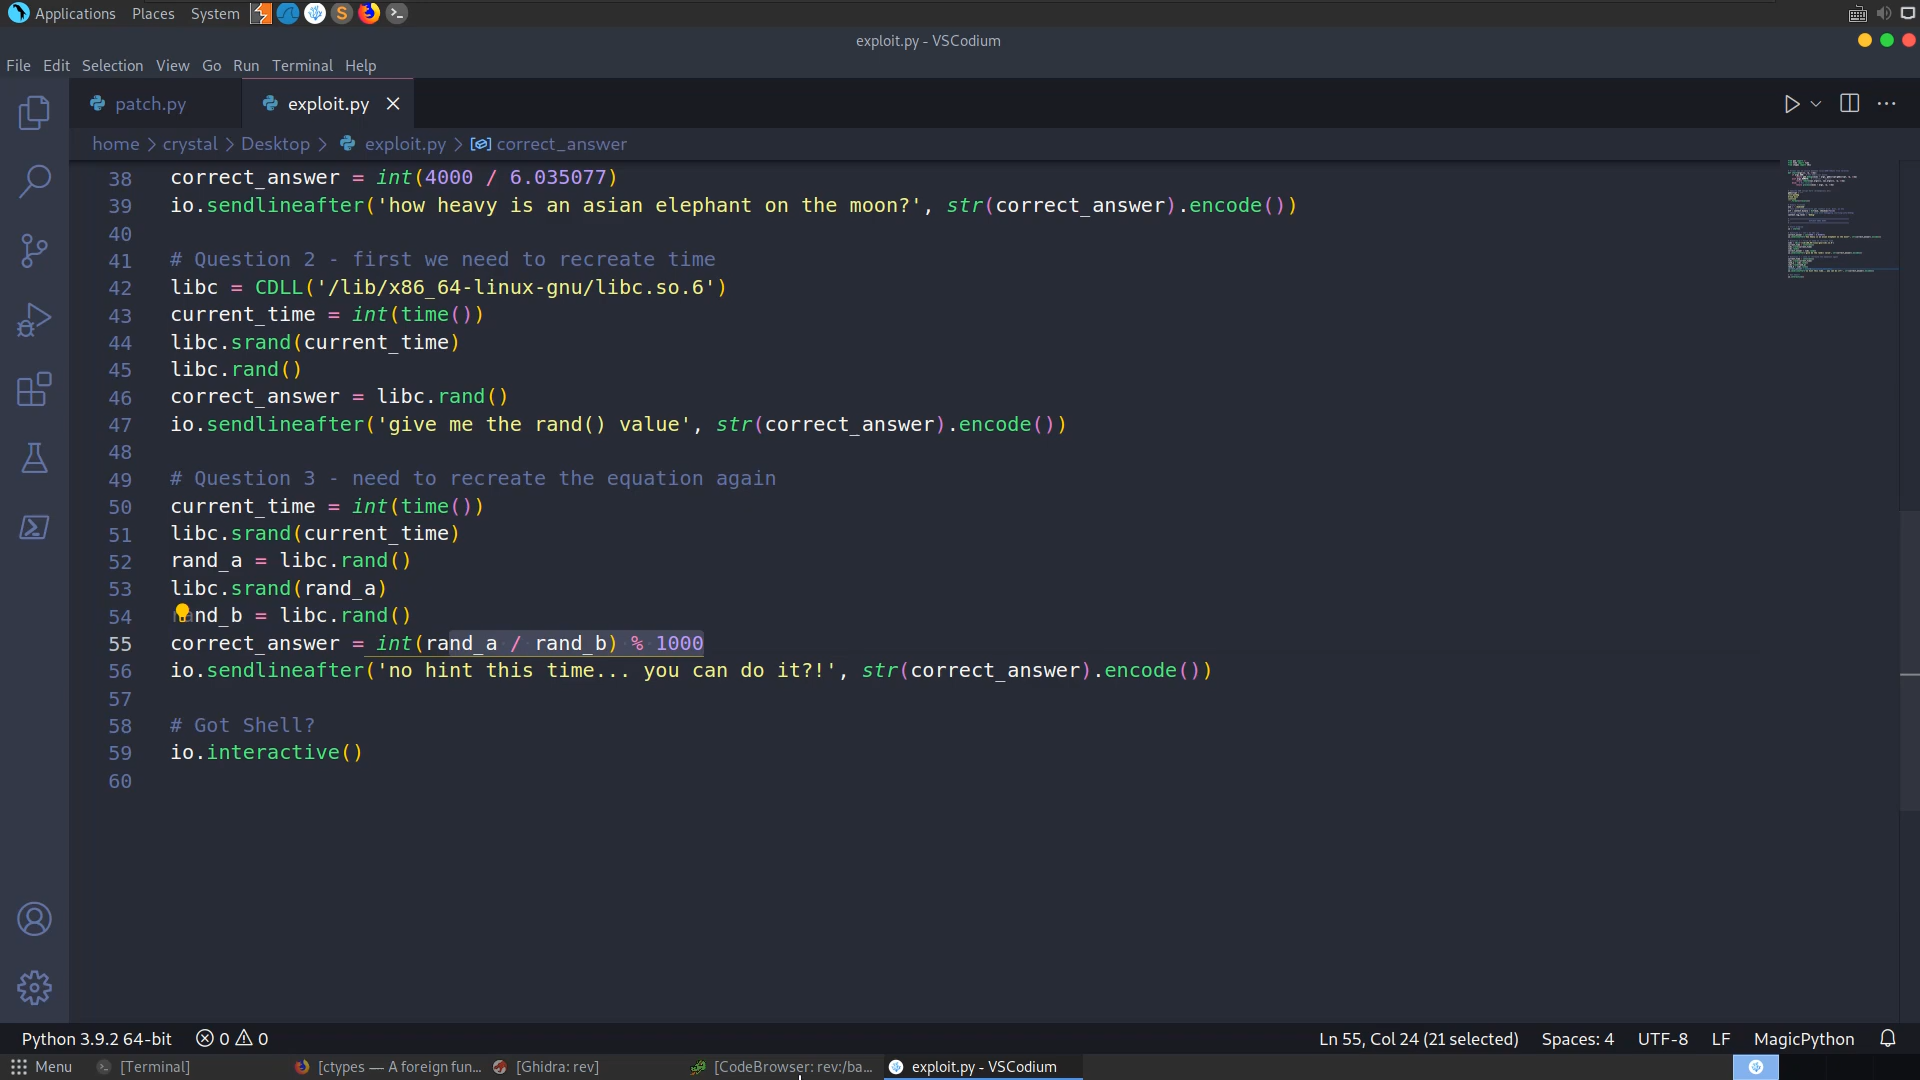 Applications Places System
exploit.py - VSCodium
File Edit Selection View Go Run Terminal Help
patch.py exploit.py
home > crystal > Desktop > exploit.py > correct_answer
38 correct_answer = int(4000 / 6.035077)
39 io.sendlineafter('how heavy is an asian elephant on the moon?', str(correct_answer).encode())
40
41 # Question 2 - first we need to recreate time
42 libc = CDLL('/lib/x86_64-linux-gnu/libc.so.6')
43 current_time = int(time())
44 libc.srand(current_time)
45 libc.rand()
46 correct_answer = libc.rand()
47 io.sendlineafter('give me the rand() value', str(correct_answer).encode())
48
49 # Question 3 - need to recreate the equation again
50 current_time = int(time())
51 libc.srand(current_time)
52 rand_a = libc.rand()
53 libc.srand(rand_a)
54 rand_b = libc.rand()
55 correct_answer = int(rand_a / rand_b) % 1000
56 io.sendlineafter('no hint this time... you can do it?!', str(correct_answer).encode())
57
58 # Got Shell?
59 io.interactive()
60
Python 3.9.2 64-bit 0 0 Ln 55, Col 24 (21 selected) Spaces: 4 UTF-8 LF MagicPython
Menu [Terminal] [ctypes — A foreign fun... [Ghidra: rev] [CodeBrowser: rev:/ba... exploit.py - VSCodium